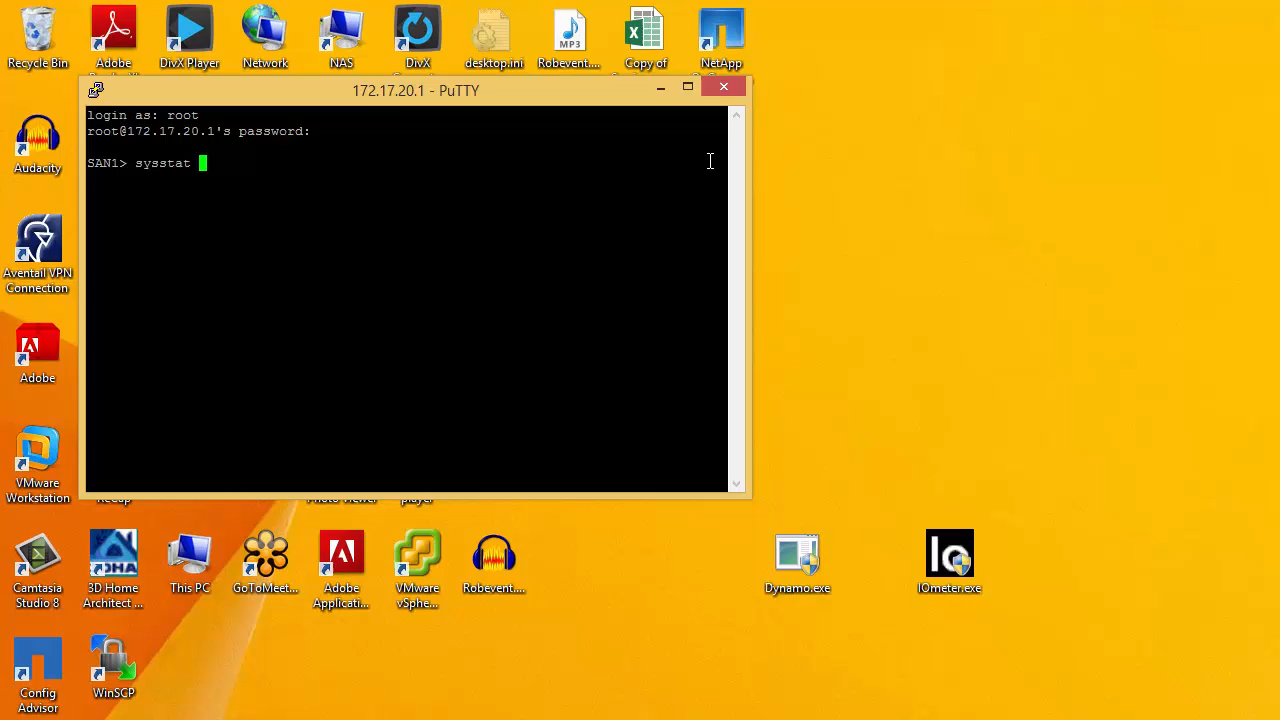 Recycle Bin
Adobe
DivX Player
Network
NAS
DivX
desktop.ini
Robevent....
Copy of
NetApp
MP3
172.17.20.1 - PuTTY
login as: root
root@172.17.20.1's password:
SAN1> sysstat
Audacity
Aventail VPN
Connection
Adobe
VMware
Workstation
Camtasia
Studio 8
3D Home
Architect ...
This PC
GoToMeet...
Adobe
Applicati...
VMware
vSphe...
Robevent....
Dynamo.exe
Io
IOmeter.exe
Config
Advisor
WinSCP